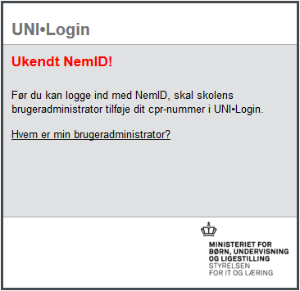 UNI•Login
Ukendt NemID!
Før du kan logge ind med NemID, skal skolens
brugeradministrator tilføje dit cpr-nummer i UNI•Login.
Hvem er min brugeradministrator?
MINISTERIET FOR
BØRN, UNDERVISNING
OG LIGESTILLING
STYRELSEN
FOR IT OG LÆRING